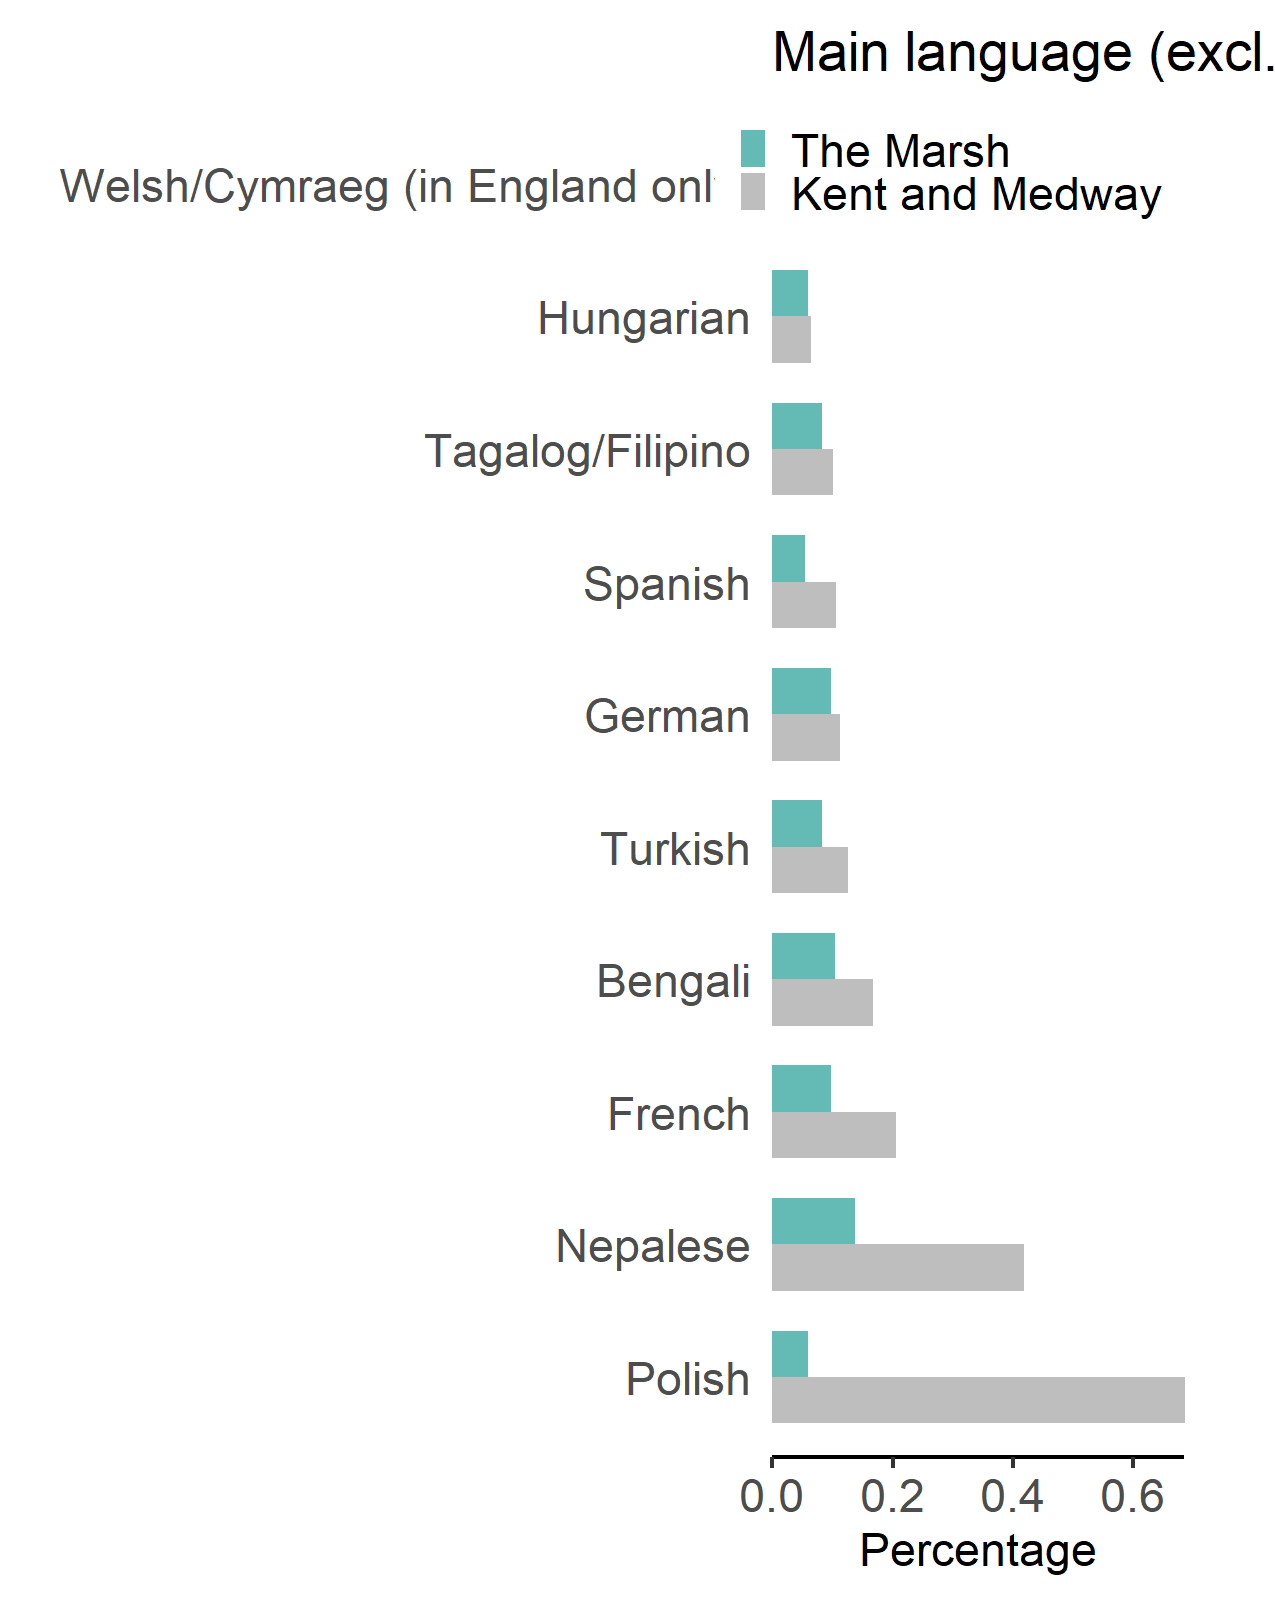 Main language (excl.
The Marsh
Kent and Medway
Welsh/Cymraeg (in England
Hungarian
Tagalog/Filipino
Spanish
German
Turkish
Bengali
French
Nepalese
Polish
0.0 0.2 0.4 0.6
Percentage